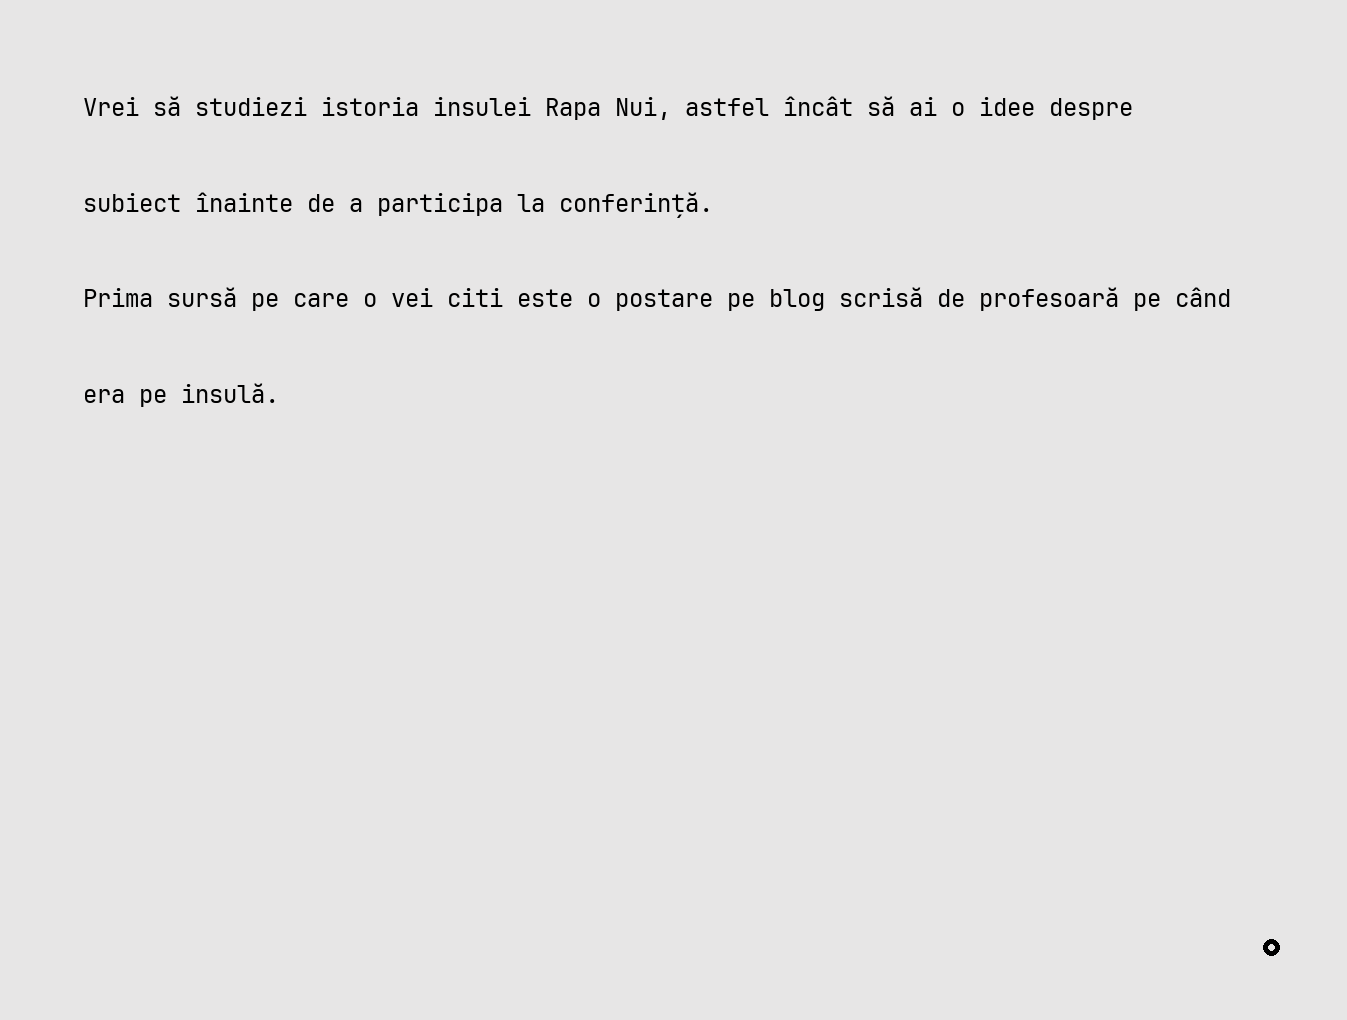 Vrei să studiezi istoria insulei Rapa Nui, astfel încât să ai o idee despre
subiect înainte de a participa la conferință.
Prima sursă pe care o vei citi este o postare pe blog scrisă de profesoară pe când
era pe insulă.